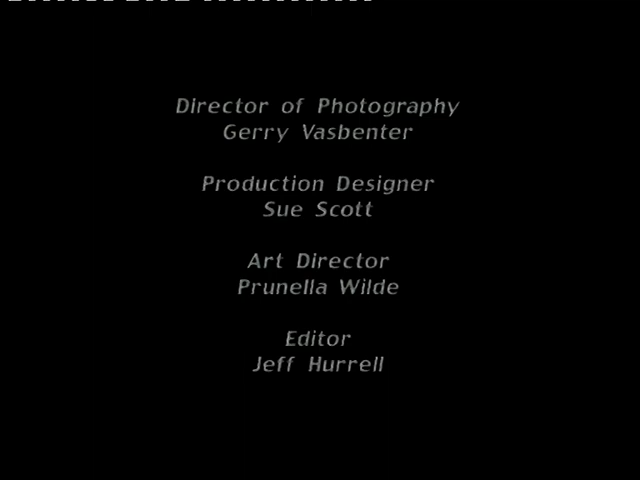 Director of Photography
Gerry Vasbenter
Production Designer
Sue Scott
Art Director
Prunella Wilde
Editor
Jeff Hurrell